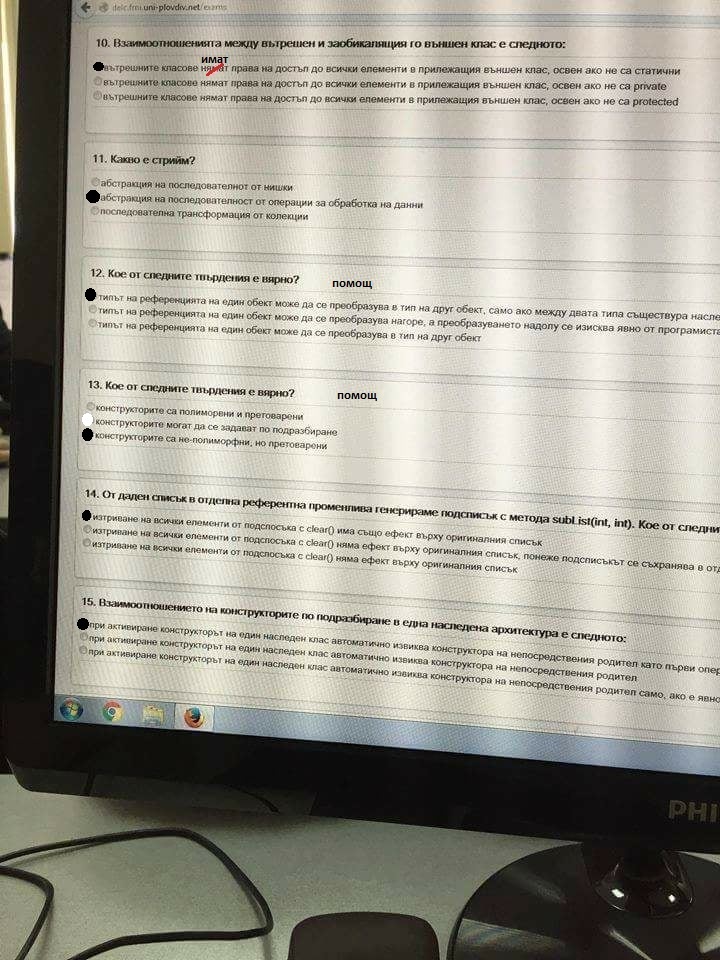 delc.fmi.uni-plovdiv.net/exams
10. Взаимоотношенията между вътрешен и заобикалящия го външен клас е следното:
имат
вътрешните класове нямат права на достъп до всички елементи в прилежащия външен клас, освен ако не са статични
вътрешните класове нямат права на достъп до всички елементи в прилежащия външен клас, освен ако не са private
вътрешните класове нямат права на достъп до всички елементи в прилежащия външен клас, освен ако не са protected
11. Какво е стрийм?
абстракция на последователнот от нишки
абстракция на последователност от операции за обработка на данни
последователна трансформация от колекции
12. Кое от следните твърдения е вярно? помощ
типът на референцията на един обект може да се преобразува в тип на друг обект, само ако между двата типа съществува насле
типът на референцията на един обект може да се преобразува нагоре, а преобразуването надолу се изисква явно от програмиста
типът на референцията на един обект може да се преобразува в тип на друг обект
13. Кое от следните твърдения е вярно? помощ
конструкторите са полиморвни и претоварени
конструкторите могат да се задават по подразбиране
конструкторите са не-полиморфни, но претоварени
14. От даден списък в отделна референтна променлива генерираме подсписък с метода subList(int, int). Кое от следни
изтриване на всички елементи от подспосъка с clear() има също ефект върху оригиналния списък
изтриване на всички елементи от подспосъка с clear() няма ефект върху оригиналния списък, понеже подсписъкът се съхранява в отд
изтриване на всички елементи от подспосъка с clear() няма ефект върху оригиналния списък
15. Взаимоотношението на конструкторите по подразбиране в една наследена архитектура е следното:
при активиране конструкторът на един наследен клас автоматично извиква конструктора на непосредствения родител като първи опер
при активиране конструкторът на един наследен клас автоматично извиква конструктора на непосредствения родител
при активиране конструкторът на един наследен клас автоматично извиква конструктора на непосредствения родител само, ако е явно
PHI